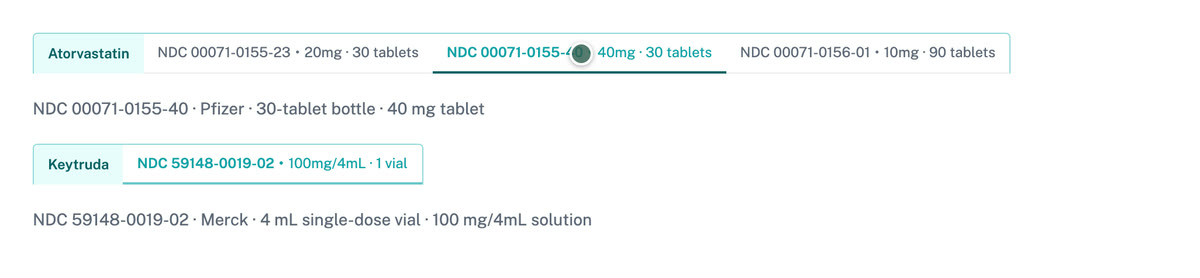 Atorvastatin NDC 00071-0155-23 • 20mg · 30 tablets NDC 00071-0155-40 40mg · 30 tablets NDC 00071-0156-01 • 10mg · 90 tablets
NDC 00071-0155-40 · Pfizer · 30-tablet bottle · 40 mg tablet
Keytruda NDC 59148-0019-02 • 100mg/4mL · 1 vial
NDC 59148-0019-02 · Merck · 4 mL single-dose vial · 100 mg/4mL solution